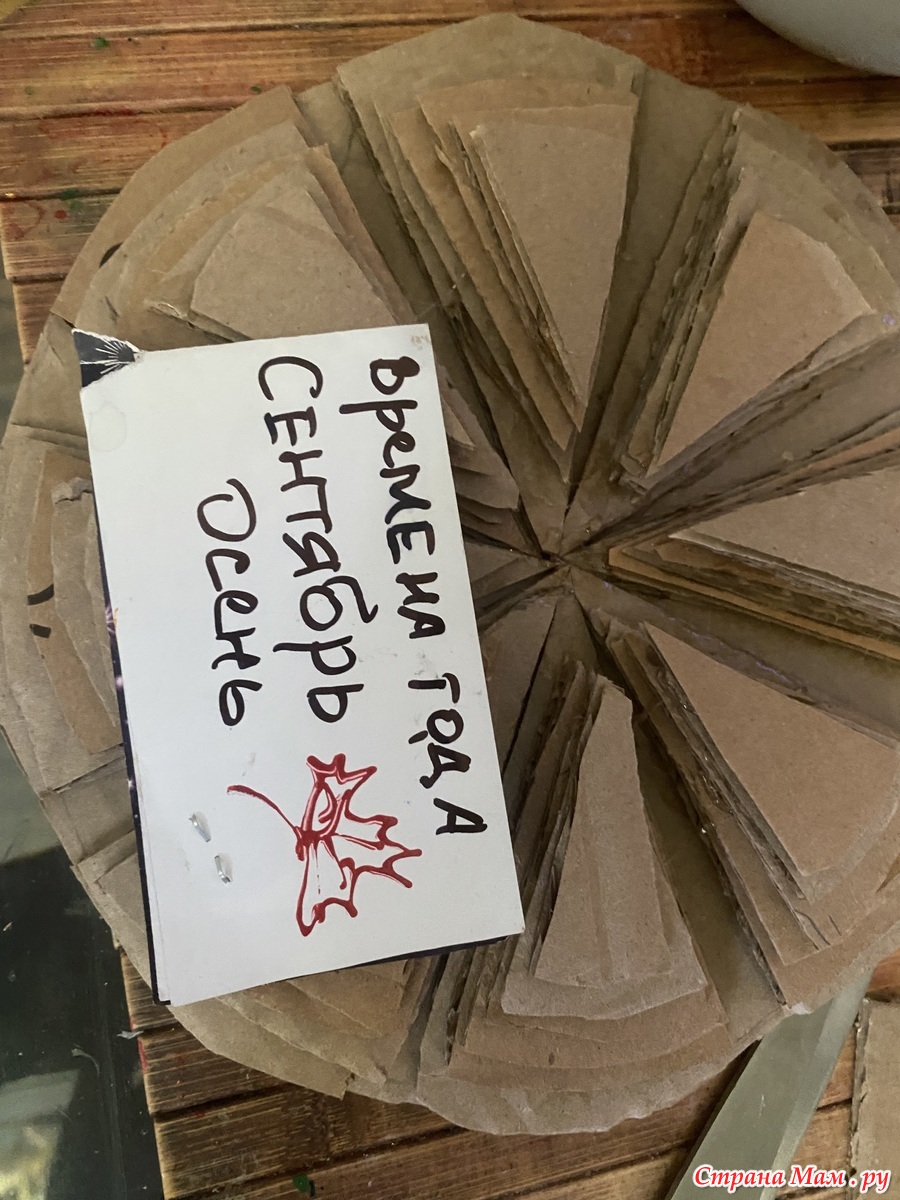 времЕНА года
СЕНТЯбрь
Осень
Страна Мам.ру